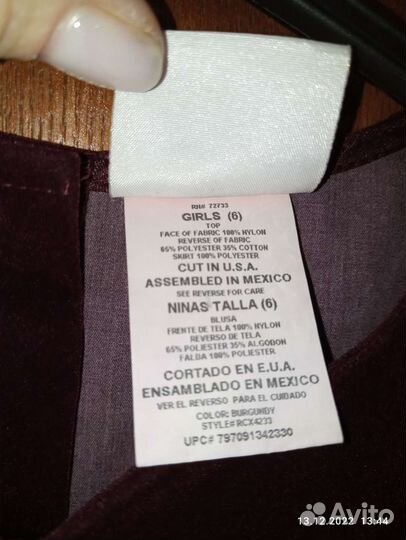 RN# 72733
GIRLS (6)
TOP
FACE OF FABRIC 100% NYLON
REVERSE OF FABRIC
65% POLYESTER 35% COTTON
SKIRT 100% POLYESTER
CUT IN U.S.A.
ASSEMBLED IN MEXICO
SEE REVERSE FOR CARE
NINAS TALLA (6)
BLUSA
FRENTE DE TELA 100% NYLON
REVERSO DE TELA
65% POLIESTER 35% ALGODON
FALDA 100% POLIESTER
CORTADO EN E.U.A.
ENSAMBLADO EN MEXICO
VER EL REVERSO PARA EL CUIDADO
COLOR: BURGUNDY
STYLE# RCX4233
UPC# 797091342330
Avito
13.12.2022 13:44